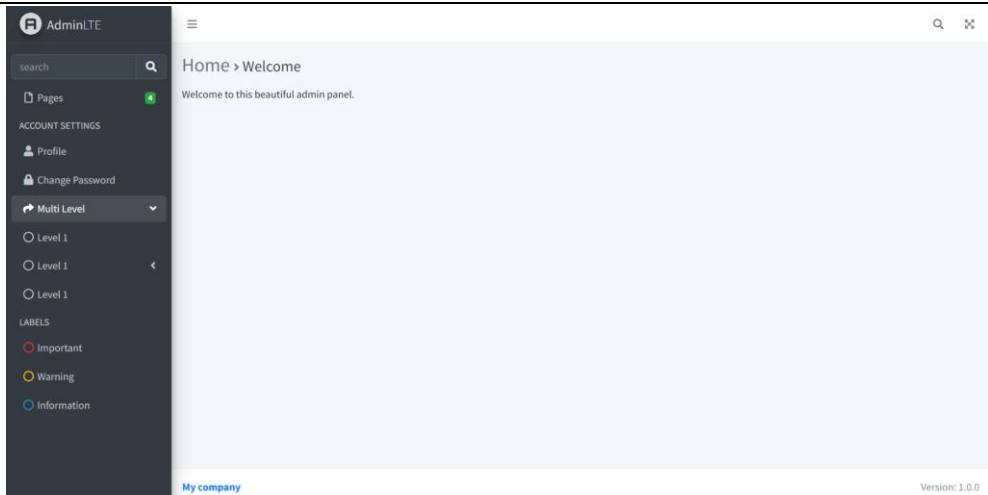 AdminLTE
search
Pages 4
ACCOUNT SETTINGS
Profile
Change Password
Multi Level
Level 1
Level 1
Level 1
LABELS
Important
Warning
Information
Home › Welcome
Welcome to this beautiful admin panel.
My company
Version: 1.0.0